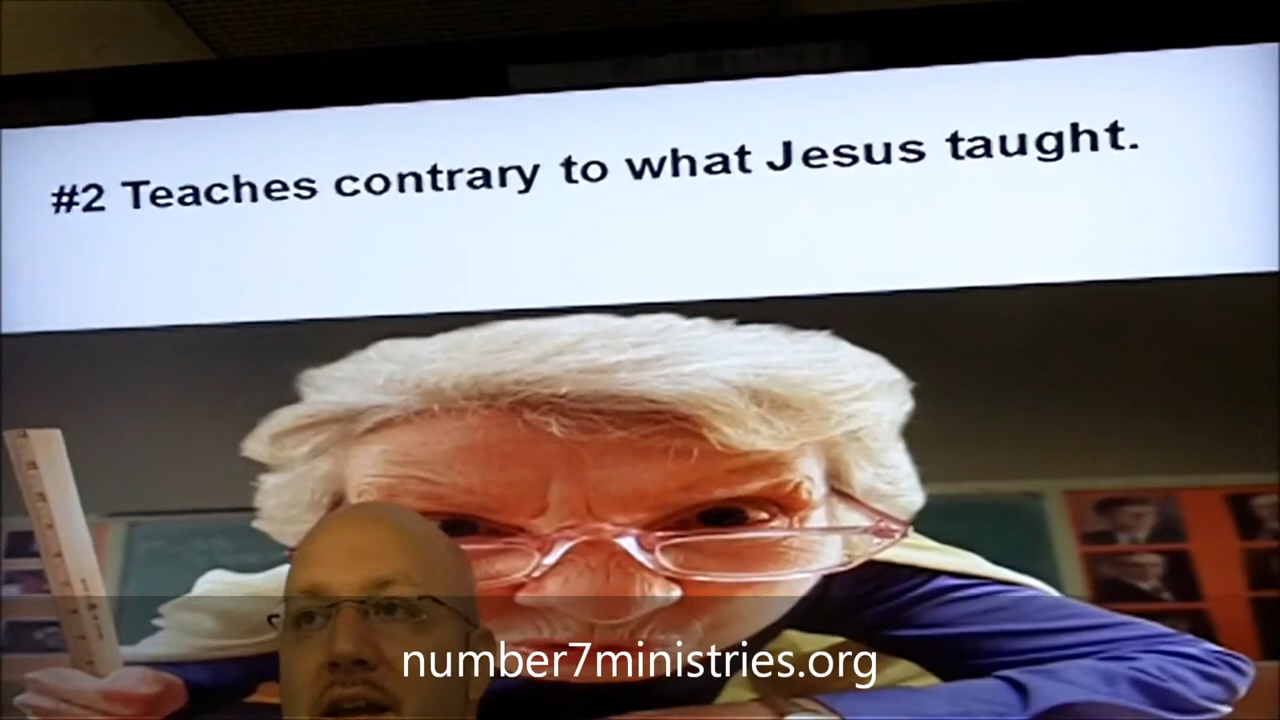 #2 Teaches contrary to what Jesus taught.
number7ministries.org